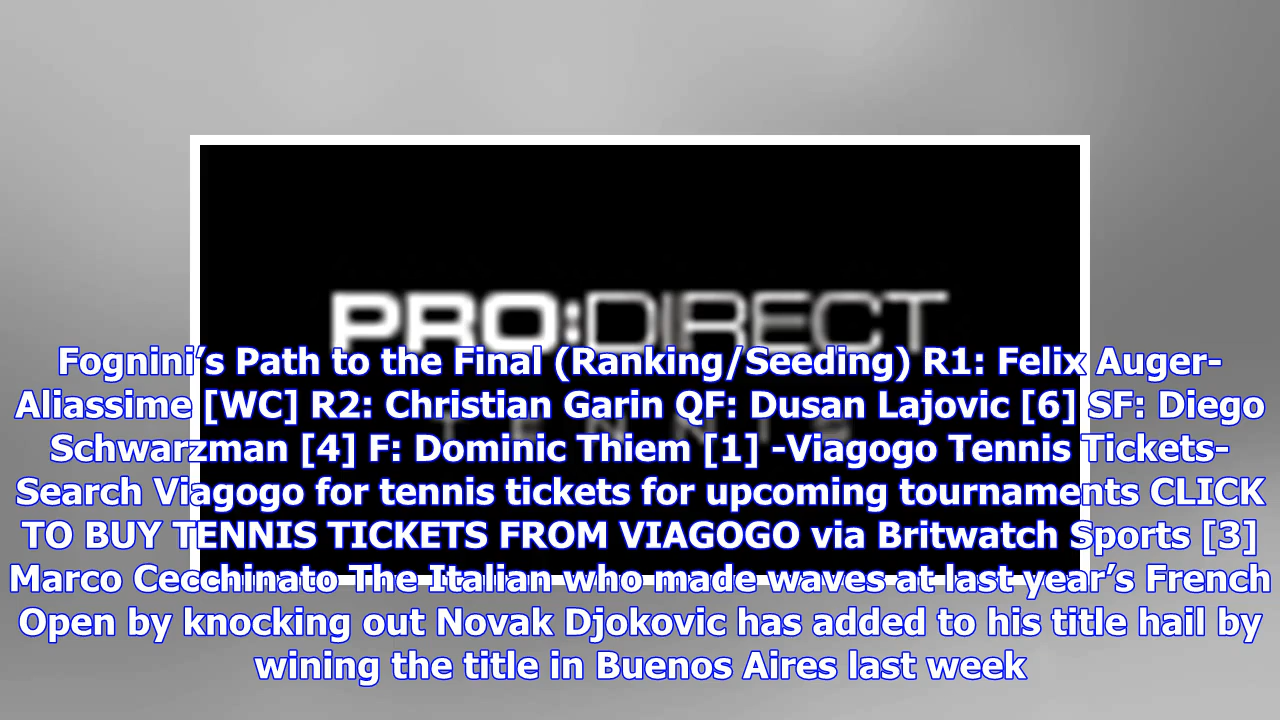 PRO:DIRECT
TENNIS
Fognini’s Path to the Final (Ranking/Seeding) R1: Felix Auger-
Aliassime [WC] R2: Christian Garin QF: Dusan Lajovic [6] SF: Diego
Schwarzman [4] F: Dominic Thiem [1] -Viagogo Tennis Tickets-
Search Viagogo for tennis tickets for upcoming tournaments CLICK
TO BUY TENNIS TICKETS FROM VIAGOGO via Britwatch Sports [3]
Marco Cecchinato The Italian who made waves at last year’s French
Open by knocking out Novak Djokovic has added to his title hail by
wining the title in Buenos Aires last week